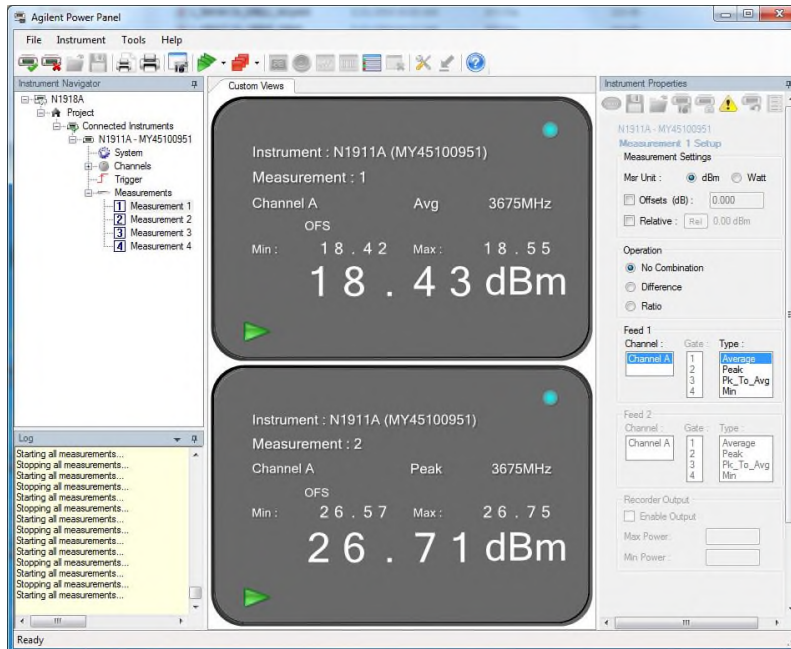 Agilent Power Panel
File Instrument Tools Help
Instrument Navigator
N1918A
Project
Connected Instruments
N1911A - MY45100951
System
Channels
Trigger
Measurements
1 Measurement 1
2 Measurement 2
3 Measurement 3
4 Measurement 4
Log
Starting all measurements...
Stopping all measurements...
Starting all measurements...
Stopping all measurements...
Stopping all measurements...
Starting all measurements...
Starting all measurements...
Stopping all measurements...
Stopping all measurements...
Starting all measurements...
Starting all measurements...
Stopping all measurements...
Starting all measurements...
Stopping all measurements...
Starting all measurements...
Ready
Custom Views
Instrument : N1911A (MY45100951)
Measurement : 1
Channel A Avg 3675MHz
OFS
Min : 18.42 Max : 18.55
18.43 dBm
Instrument : N1911A (MY45100951)
Measurement : 2
Channel A Peak 3675MHz
OFS
Min : 26.57 Max : 26.75
26.71 dBm
Instrument Properties
N1911A - MY45100951
Measurement 1 Setup
Measurement Settings
Msr Unit : dBm Watt
Offsets (dB) : 0.000
Relative : Rel 0.00 dBm
Operation
No Combination
Difference
Ratio
Feed 1
Channel : Gate : Type :
Channel A 1 Average
2 Peak
3 Pk_To_Avg
4 Min
Feed 2
Channel : Gate : Type :
Channel A 1 Average
2 Peak
3 Pk_To_Avg
4 Min
Recorder Output
Enable Output
Max Power:
Min Power :